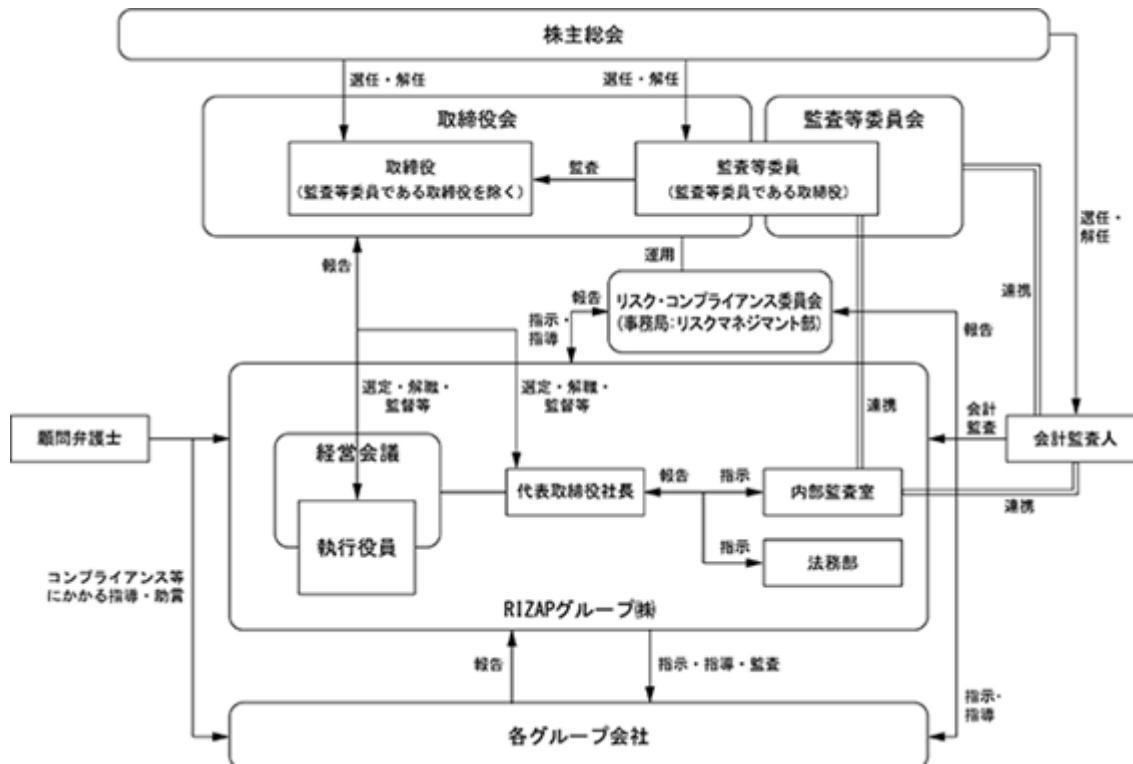 株主総会
選任・解任
選任・解任
取締役会
監査等委員会
取締役
(監査等委員である取締役を除く)
監査
監査等委員
(監査等委員である取締役)
選任・
解任
報告
運用
連携
報告
リスク・コンプライアンス委員会
(事務局:リスクマネジマント部)
報告
指示・
指導
選定・解職・
監督等
選定・解職・
監督等
連携
会計
監査
顧問弁護士
会計監査人
経営会議
代表取締役社長
報告
指示
内部監査室
連携
執行役員
指示
法務部
コンプライアンス等
にかかる指導・助言
RIZAPグループ㈱
報告
指示・指導・監査
指示・
指導
各グループ会社